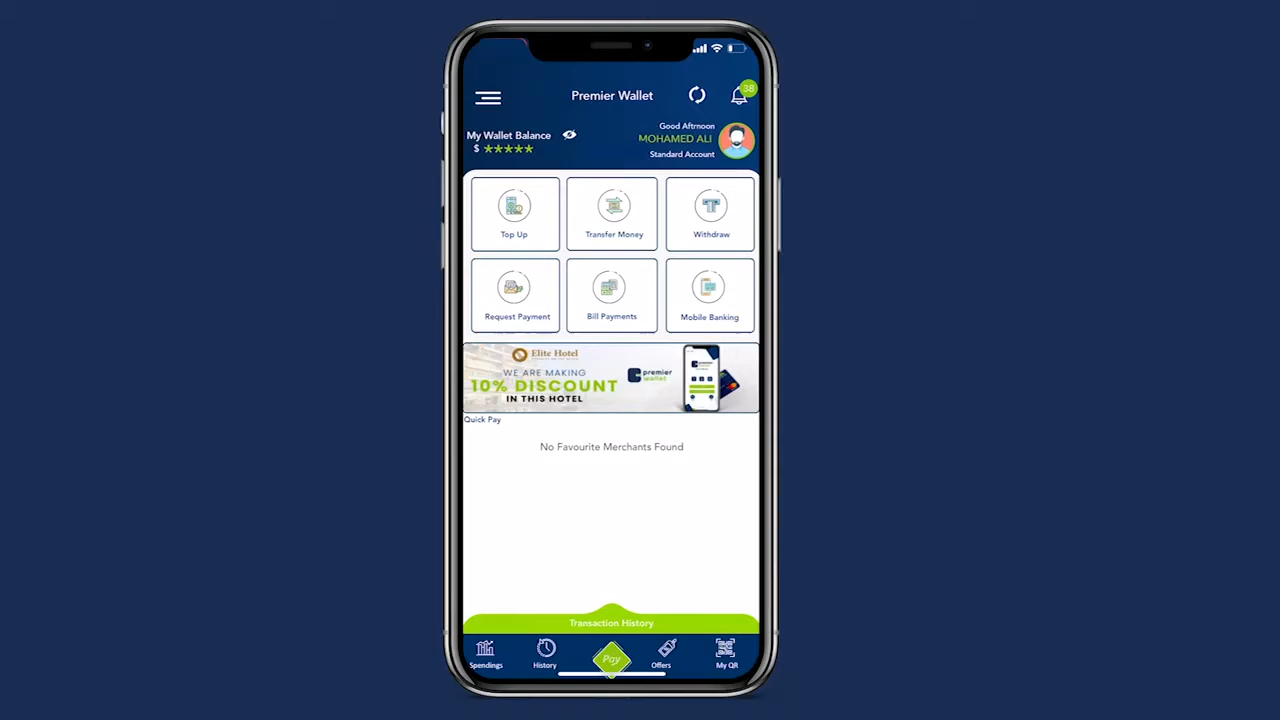 Premier Wallet
38
My Wallet Balance
$ *****
Good Aftrnoon
MOHAMED ALI
Standard Account
Top Up
Transfer Money
Withdraw
Request Payment
Bill Payments
Mobile Banking
Elite Hotel
WE ARE MAKING
10% DISCOUNT
IN THIS HOTEL
premier
wallet
Quick Pay
No Favourite Merchants Found
Transaction History
Spendings
History
Pay
Offers
My QR